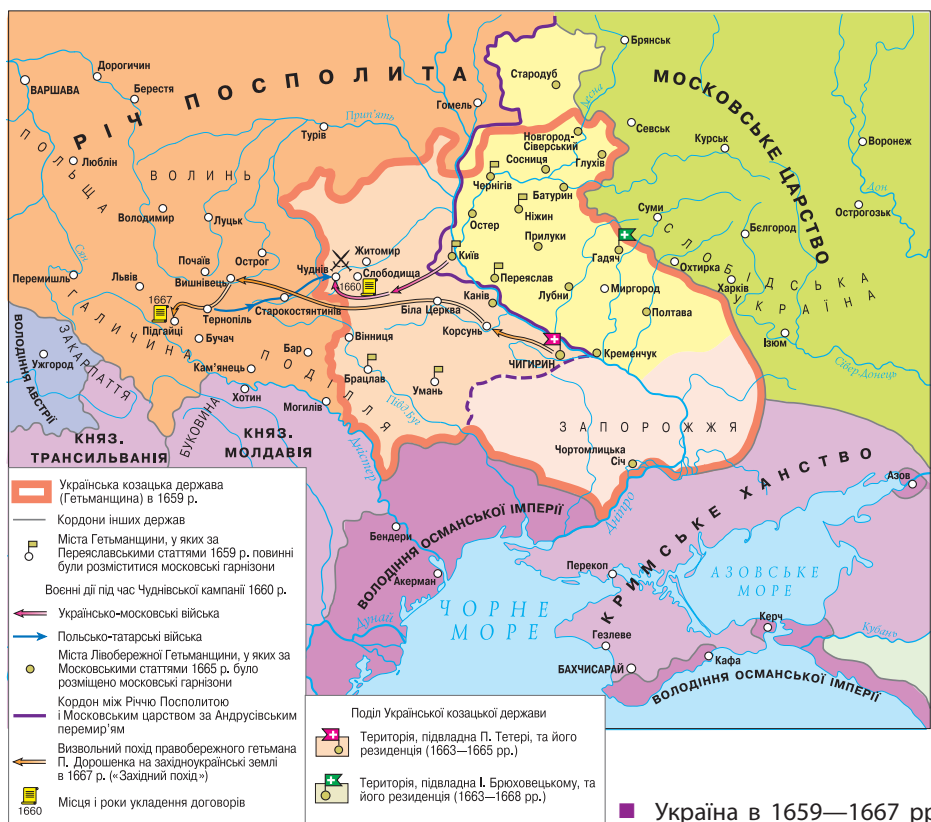 Брянськ
Дорогичин
ВАРШАВА
Берестя
РІЧ ПОСПОЛИТА
Стародуб
МОСКОВСЬКЕ ЦАРСТВО
Гомель
Десна
Прип'ять
Турів
Новгород-
Сіверський
Севськ
Курськ
Воронеж
ПОЛЬЩА
Люблін
ВОЛИНЬ
Сосниця
Глухів
Чернігів
Батурин
Дон
Володимир
Луцьк
Ніжин
Суми
Острогозьк
Остер
Бєлгород
Сян
Житомир
Прилуки
Гадяч
СЛОБІДСЬКА
УКРАЇНА
Почаїв
Острог
Чуднів
Слободища
Київ
Охтирка
Харків
Перемишль
Львів
Вишнівець
1660
Переяслав
Лубни
Миргород
1667
Старокостянтинів
Біла Церква
Канів
Полтава
Підгайці
Тернопіль
Корсунь
ГАЛИЧИНА
Бучач
Вінниця
ЧИГИРИН
Кременчук
Ізюм
ВОЛОДІННЯ АВСТРІЇ
ЗАКАРПАТТЯ
Ужгород
Бар
Кам'янець
Брацлав
Умань
Сівер.Донець
ПОДІЛЛЯ
Хотин
Могилів
Гіпд.Буг
ЗАПОРОЖЖЯ
БУКОВИНА
КНЯЗ.
ТРАНСИЛЬВАНІЯ
КНЯЗ.
МОЛДАВІЯ
Дністер
Чортомлицька
Січ
Дніпро
Азов
КРИМСЬКЕ ХАНСТВО
ВОЛОДІННЯ ОСМАНСЬКОЇ ІМПЕРІЇ
Бендери
Перекоп
АЗОВСЬКЕ
МОРЕ
Акерман
ЧОРНЕ
МОРЕ
Дунай
Гезлеве
Керч
Кубань
БАХЧИСАРАЙ
Кафа
ВОЛОДІННЯ ОСМАНСЬКОЇ ІМПЕРІЇ
Українська козацька держава
(Гетьманщина) в 1659 р.
Кордони інших держав
Міста Гетьманщини, у яких за
Переяславськими статтями 1659 р. повинні
були розміститися московські гарнізони
Воєнні дії під час Чуднівської кампанії 1660 р.
Українсько-московські війська
Польсько-татарські війська
Міста Лівобережної Гетьманщини, у яких за
Московськими статтями 1665 р. було
розміщено московські гарнізони
Кордон між Річчю Посполитою
і Московським царством за Андрусівським
перемир'ям
Визвольний похід правобережного гетьмана
П. Дорошенка на західноукраїнські землі
в 1667 р. («Західний похід»)
1660
Місця і роки укладення договорів
Поділ Української козацької держави
Територія, підвладна П. Тетері, та його
резиденція (1663—1665 рр.)
Територія, підвладна І. Брюховецькому, та
його резиденція (1663—1668 рр.)
Україна в 1659—1667 рр